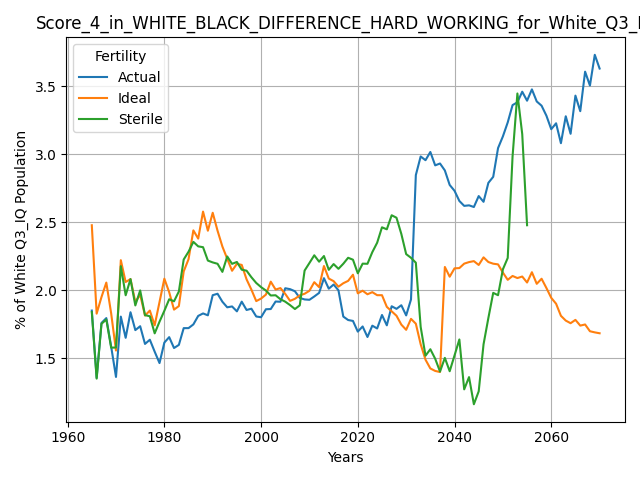 Score_4_in_WHITE_BLACK_DIFFERENCE_HARD_WORKING_for_White_Q3_
Fertility
Actual
Ideal
Sterile
% of White Q3_IQ Population
3.5
3.0
2.5
2.0
1.5
1960
1980
2000
2020
2040
2060
Years